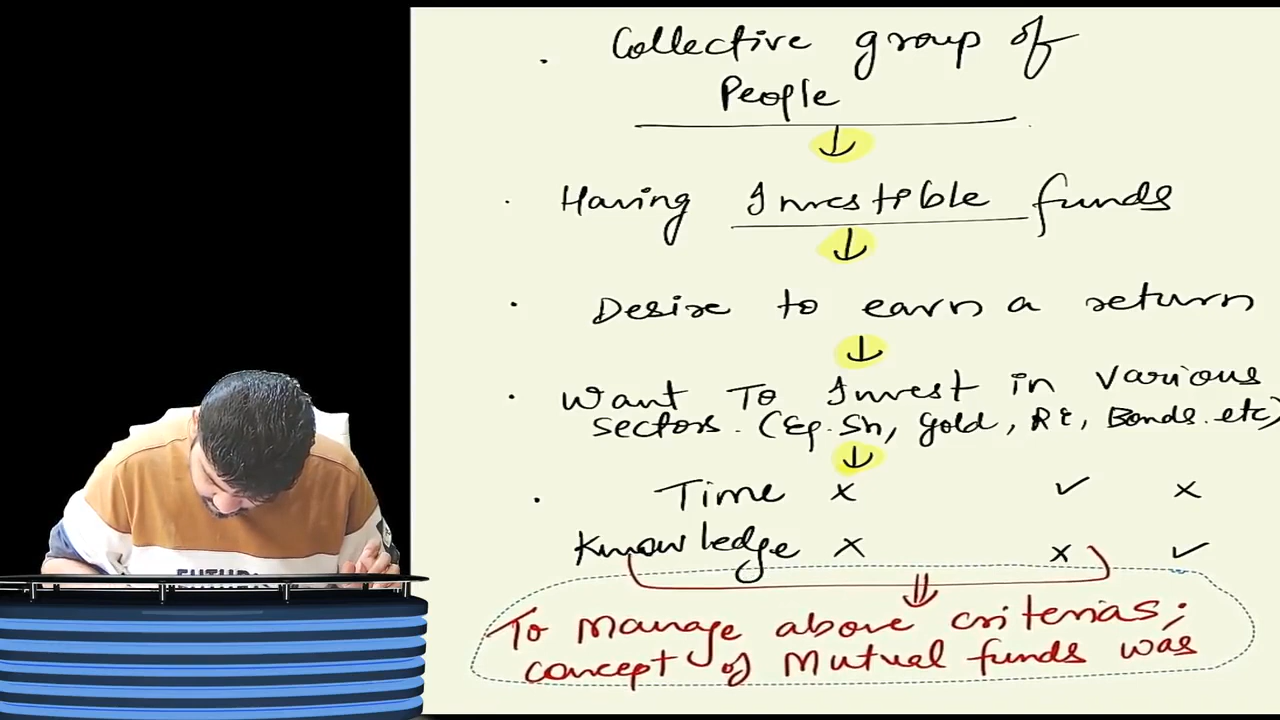 · Collective group of
People
↓
· Having Investible funds
↓
· Desire to earn a return
↓
· Want To Invest in various
sectors. (Eq. Sh, Gold, RE, Bonds. etc)
↓
· Time × ✓ ×
Knowledge × × ✓
⇓
To Manage above criterias;
concept of Mutual funds was